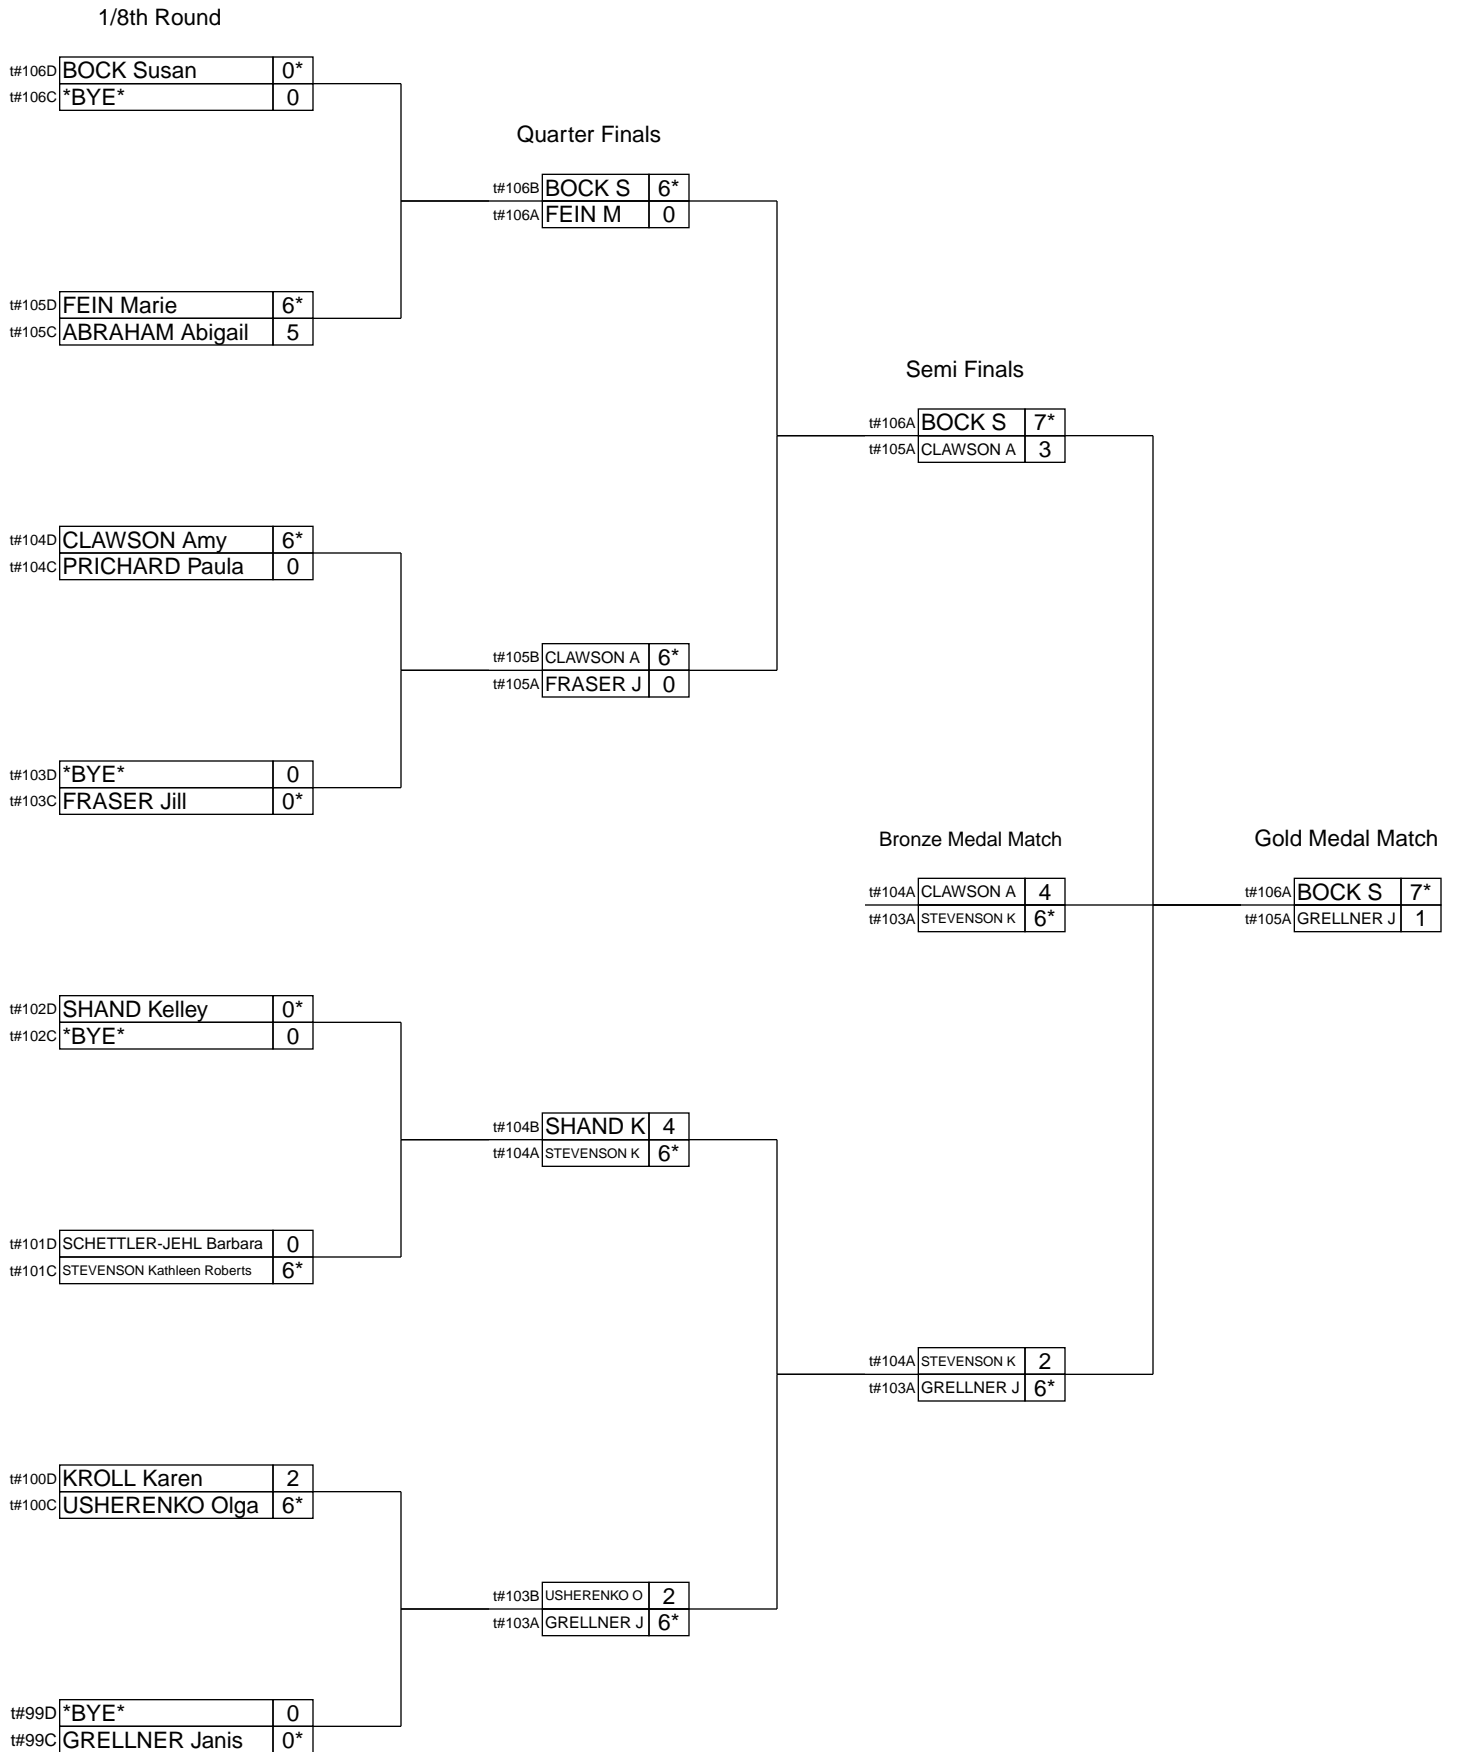 1/8th Round
t#106D BOCK Susan 0*
t#106C *BYE* 0
Quarter Finals
t#106B BOCK S 6*
t#106A FEIN M 0
t#105D FEIN Marie 6*
t#105C ABRAHAM Abigail 5
Semi Finals
t#106A BOCK S 7*
t#105A CLAWSON A 3
t#104D CLAWSON Amy 6*
t#104C PRICHARD Paula 0
t#105B CLAWSON A 6*
t#105A FRASER J 0
t#103D *BYE* 0
t#103C FRASER Jill 0*
Bronze Medal Match
Gold Medal Match
t#104A CLAWSON A 4
t#103A STEVENSON K 6*
t#106A BOCK S 7*
t#105A GRELLNER J 1
t#102D SHAND Kelley 0*
t#102C *BYE* 0
t#104B SHAND K 4
t#104A STEVENSON K 6*
t#101D SCHETTLER-JEHL Barbara 0
t#101C STEVENSON Kathleen Roberts 6*
t#104A STEVENSON K 2
t#103A GRELLNER J 6*
t#100D KROLL Karen 2
t#100C USHERENKO Olga 6*
t#103B USHERENKO O 2
t#103A GRELLNER J 6*
t#99D *BYE* 0
t#99C GRELLNER Janis 0*